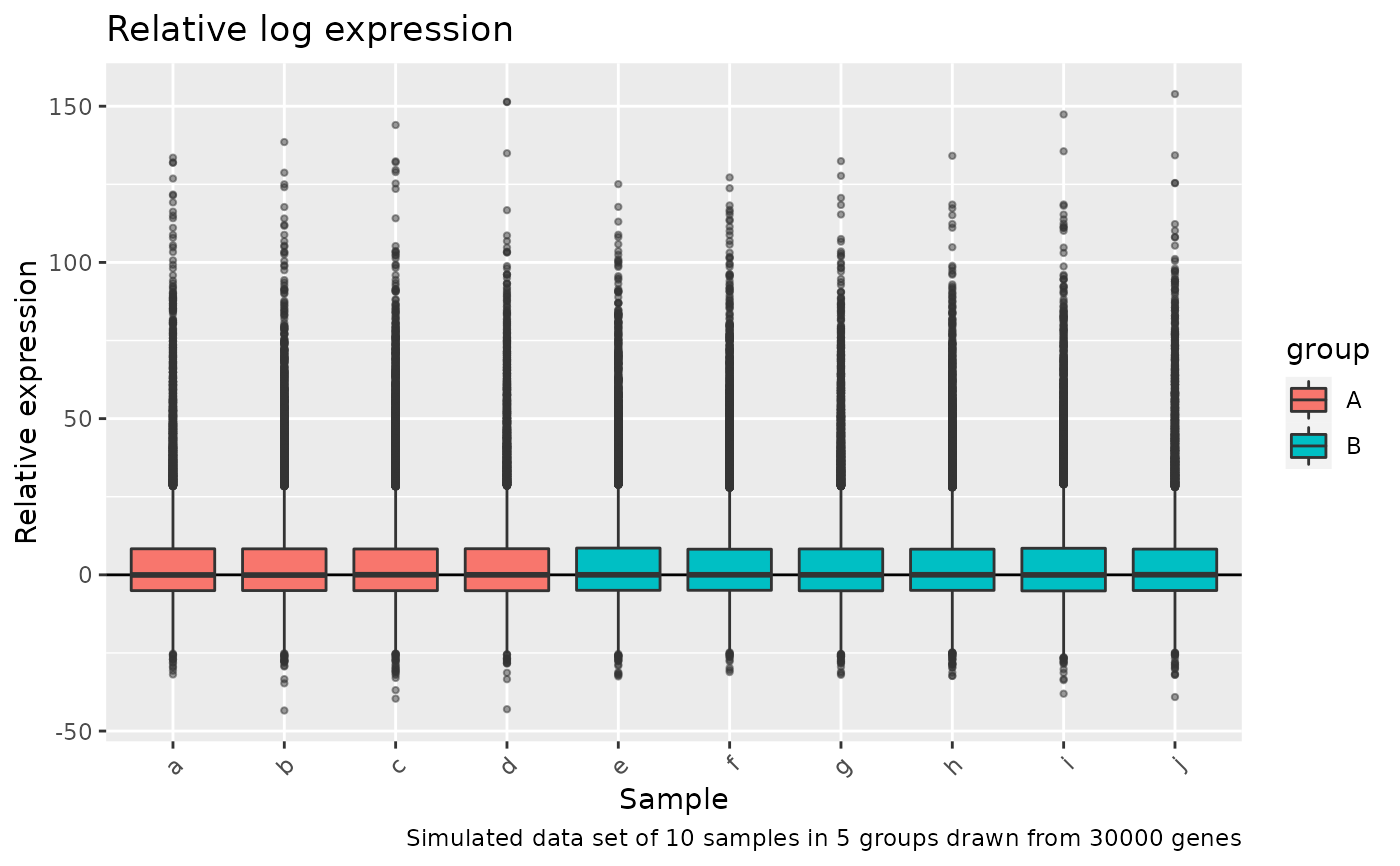 Relative log expression
150
100
50
0
-50
Relative expression
a b c d e f g h i j
Sample
Simulated data set of 10 samples in 5 groups drawn from 30000 genes
group
A
B